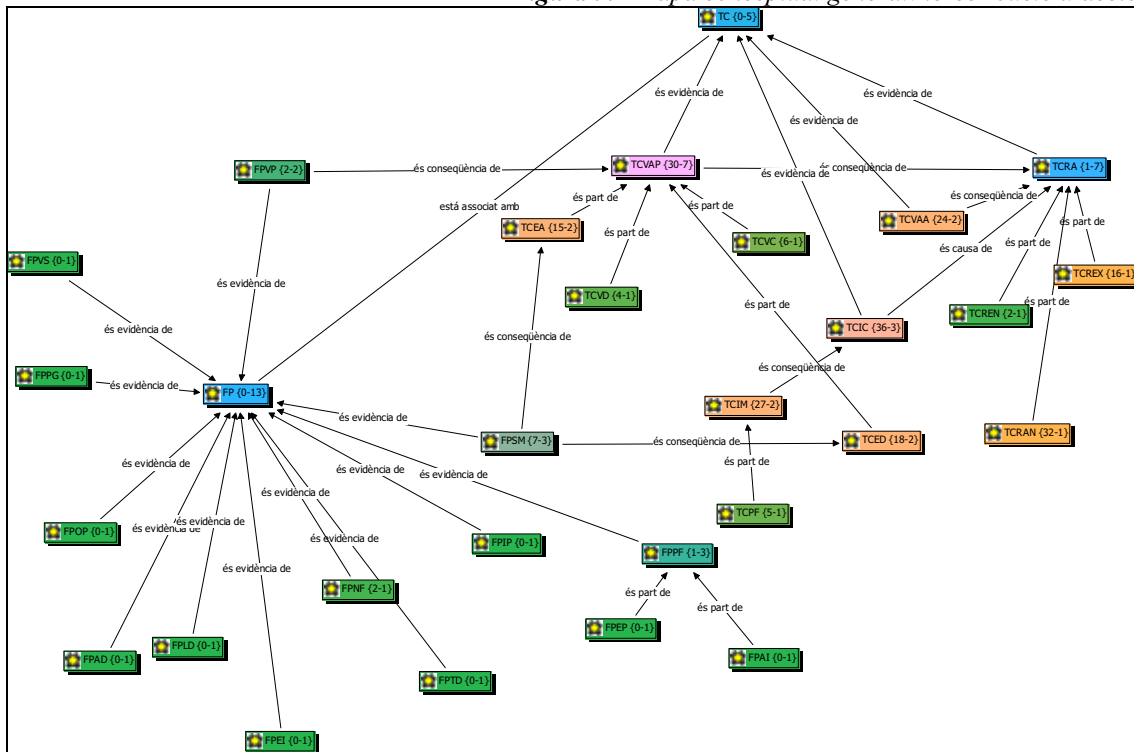 TC {0-5}
és evidència de
és evidència de
és evidència de
FPVP {2-2}
és conseqüència de
TCVAP {30-7}
és conseqüència de
és evidència de
TCRA {1-7}
és conseqüència de
està associat amb
és part de
és part de
TCEA {15-2}
TCVAA {24-2}
és part de
TCVC {6-1}
és causa de
és part de
és part de
FPVS {0-1}
TCREX {16-1}
és evidència de
TCVD {4-1}
és part de
és part de
TCREN {2-1}
és evidència de
és conseqüència de
TCIC {36-3}
FPPG {0-1}
és evidència de
FP {0-13}
és conseqüència de
TCIM {27-2}
és evidència de
FPSM {7-3}
és conseqüència de
TCED {18-2}
TCRAN {32-1}
és evidència de
és evidència de
és part de
és evidència de
és evidència de
FPOP {0-1}
és evidència de
és evidència de
és evidència de
FPIP {0-1}
TCPF {5-1}
FPPF {1-3}
és evidència de
FPNF {2-1}
és part de
és part de
FPEP {0-1}
FPAD {0-1}
FPLD {0-1}
FPAI {0-1}
FPTD {0-1}
FPEI {0-1}